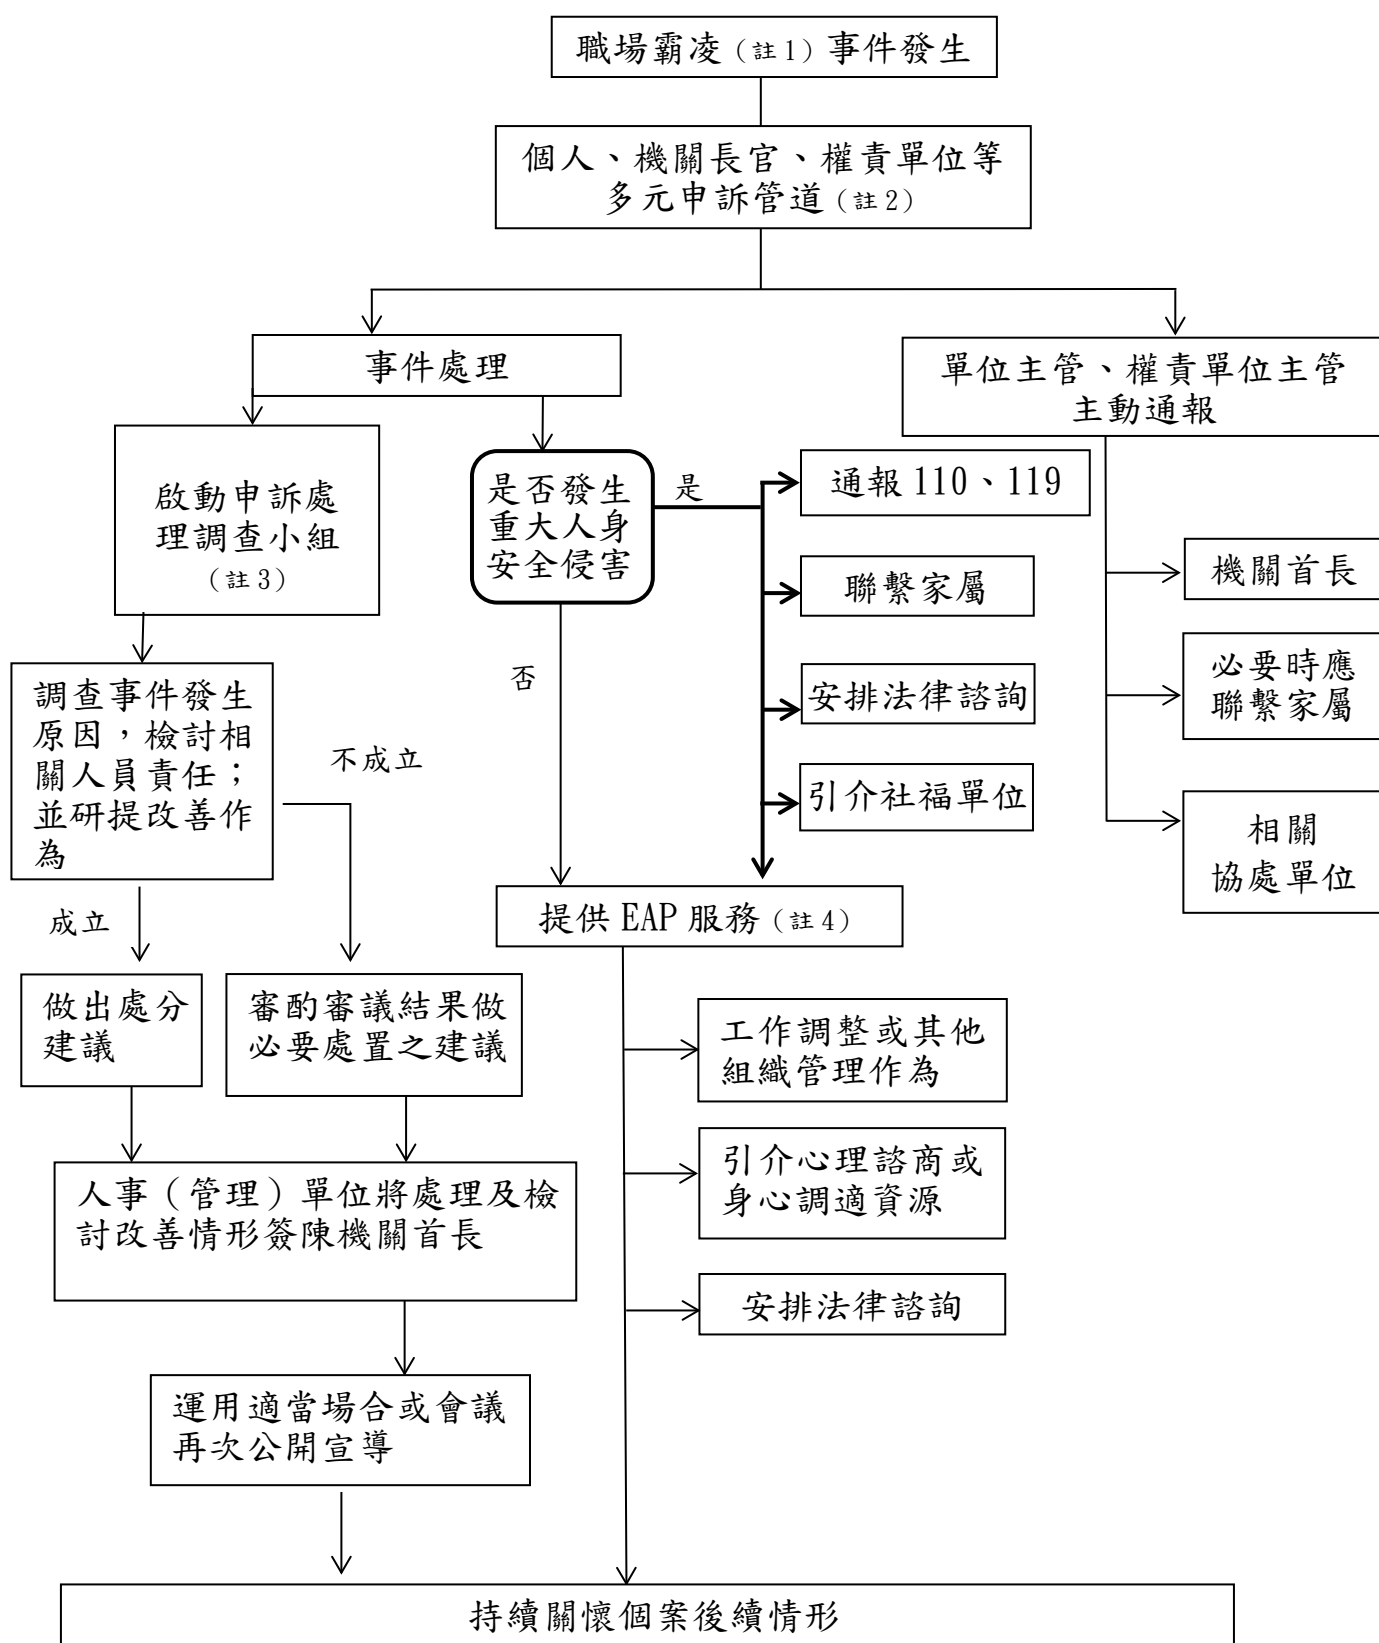 職場霸凌（註1）事件發生
個人、機關長官、權責單位等
多元申訴管道（註2）
事件處理
單位主管、權責單位主管
主動通報
啟動申訴處
理調查小組
（註3）
是否發生
重大人身
安全侵害
是
否
通報110、119
聯繫家屬
安排法律諮詢
引介社福單位
機關首長
必要時應
聯繫家屬
相關
協處單位
調查事件發生
原因，檢討相
關人員責任；
並研提改善作
為
不成立
成立
做出處分
建議
審酌審議結果做
必要處置之建議
提供EAP服務（註4）
工作調整或其他
組織管理作為
引介心理諮商或
身心調適資源
安排法律諮詢
人事（管理）單位將處理及檢
討改善情形簽陳機關首長
運用適當場合或會議
再次公開宣導
持續關懷個案後續情形